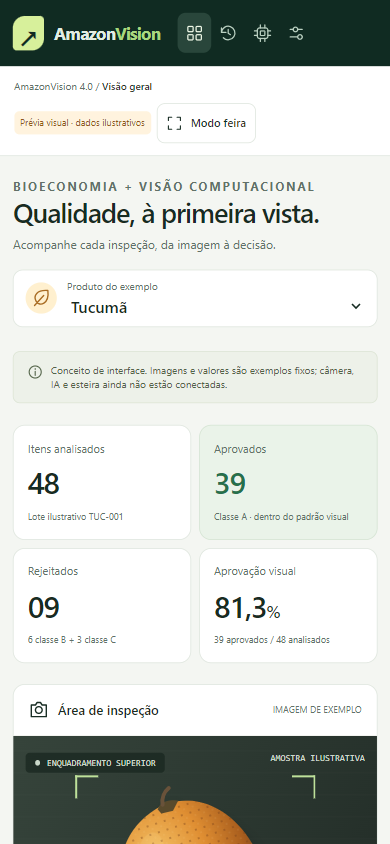 AmazonVision
AmazonVision 4.0 / Visão geral
Prévia visual · dados ilustrativos
Modo feira
BIOECONOMIA + VISÃO COMPUTACIONAL
Qualidade, à primeira vista.
Acompanhe cada inspeção, da imagem à decisão.
Produto do exemplo
Tucumã
Conceito de interface. Imagens e valores são exemplos fixos; câmera,
IA e esteira ainda não estão conectadas.
Itens analisados
48
Lote ilustrativo TUC-001
Aprovados
39
Classe A · dentro do padrão visual
Rejeitados
09
6 classe B + 3 classe C
Aprovação visual
81,3%
39 aprovados / 48 analisados
Área de inspeção
IMAGEM DE EXEMPLO
ENQUADRAMENTO SUPERIOR
AMOSTRA ILUSTRATIVA